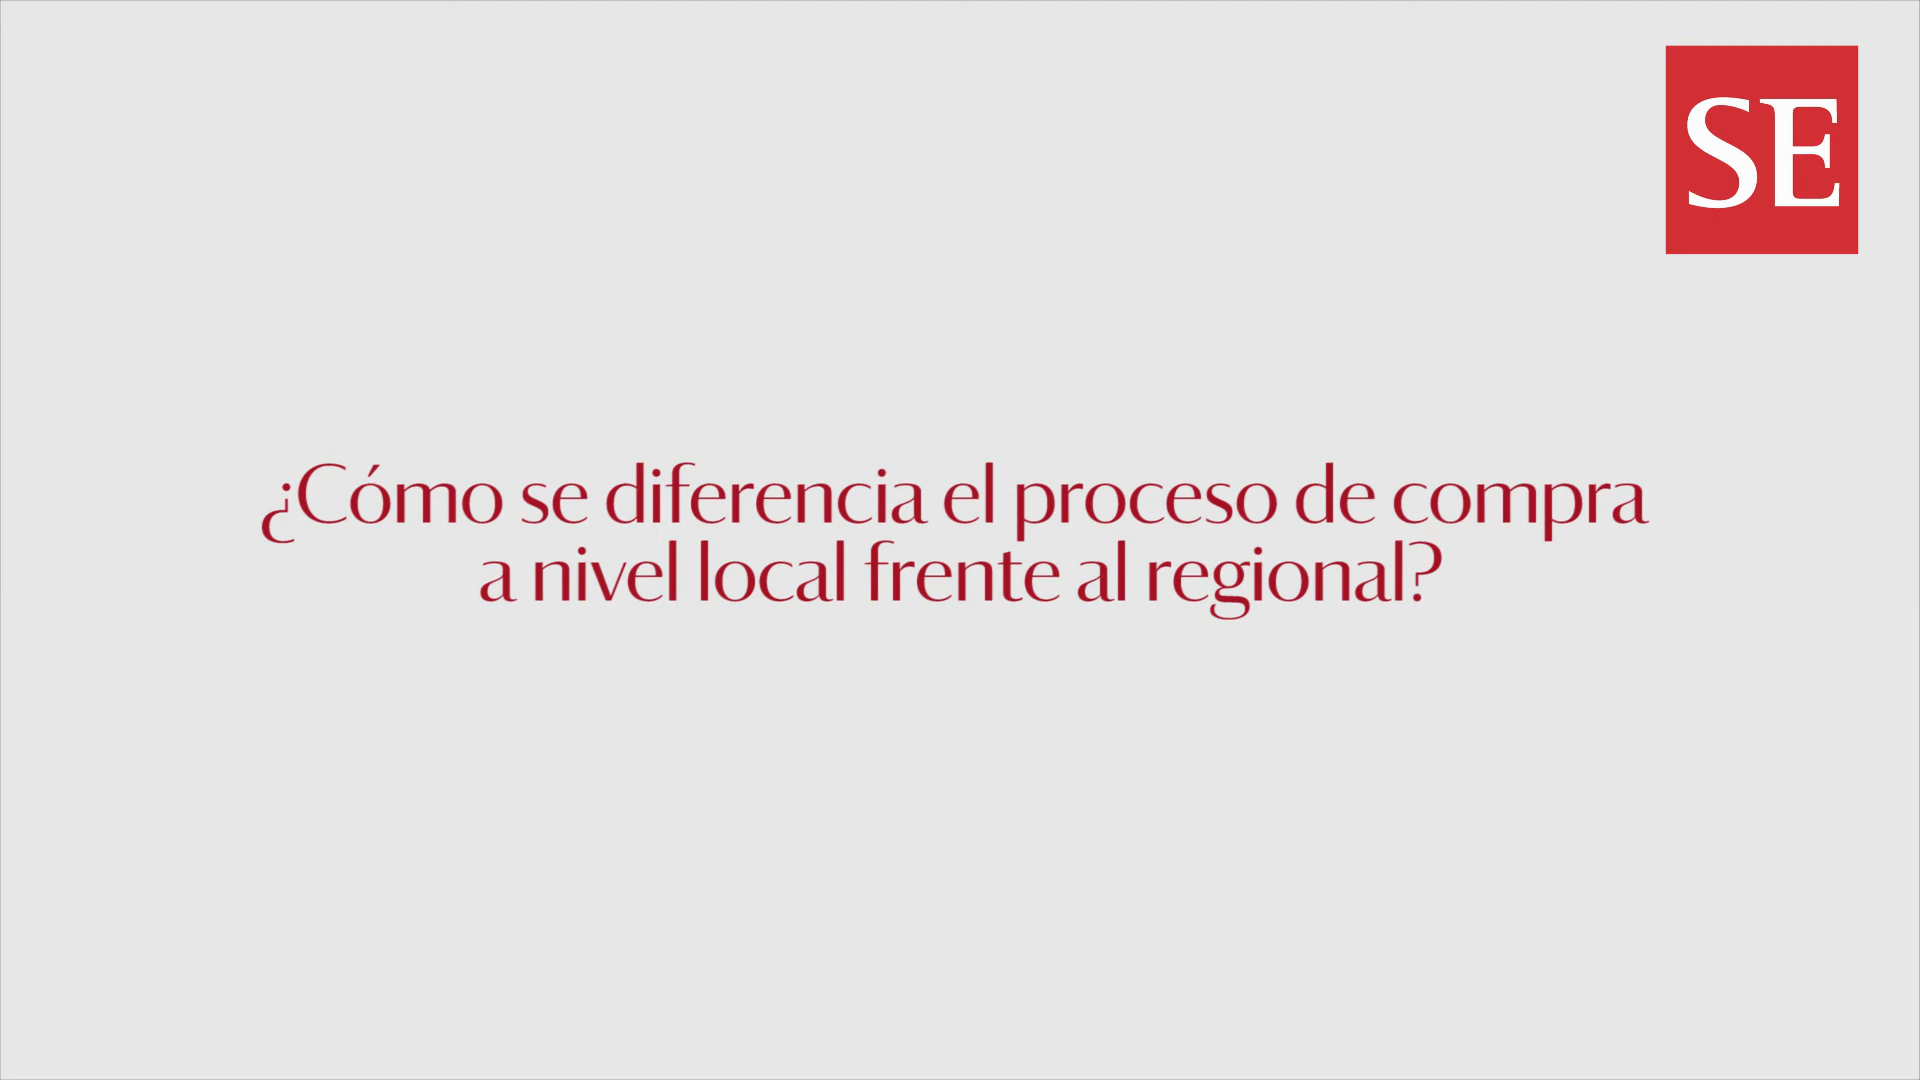 SE
¿Cómo se diferencia el proceso de compra
a nivel local frente al regional?